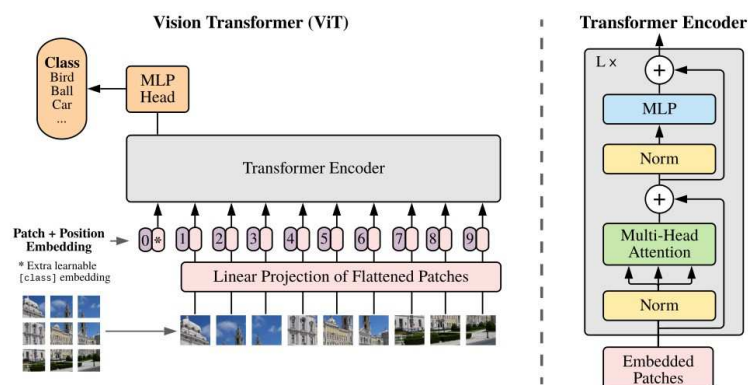 Vision Transformer (ViT)
Class
Bird
Ball
Car
...
MLP
Head
Transformer Encoder
Patch + Position
Embedding
0 * 1 2 3 4 5 6 7 8 9
* Extra learnable
[class] embedding
Linear Projection of Flattened Patches
Transformer Encoder
L ×
+
MLP
Norm
+
Multi-Head
Attention
Norm
Embedded
Patches